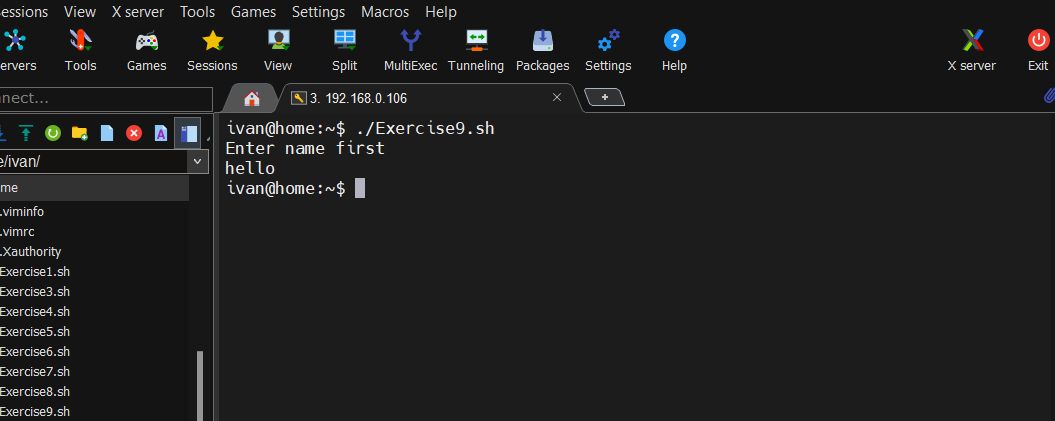 essions View X server Tools Games Settings Macros Help
ervers Tools Games Sessions View Split MultiExec Tunneling Packages Settings Help X server Exit
nnect...
3. 192.168.0.106
e/ivan/
me
.viminfo
.vimrc
.Xauthority
Exercise1.sh
Exercise3.sh
Exercise4.sh
Exercise5.sh
Exercise6.sh
Exercise7.sh
Exercise8.sh
Exercise9.sh
ivan@home:~$ ./Exercise9.sh
Enter name first
hello
ivan@home:~$